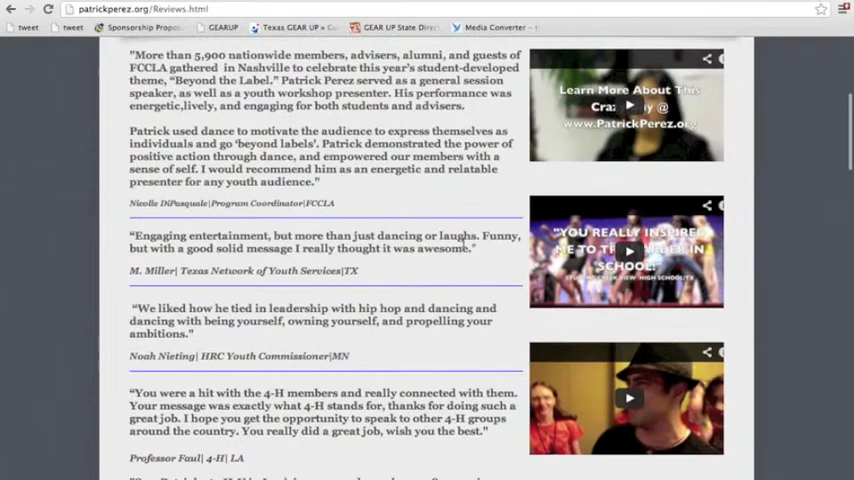 patrickperez.org/Reviews.html
tweet
tweet
Sponsorship Propos...
GEARUP
Texas GEAR UP « Co...
GEAR UP State Direct
Media Converter –
"More than 5,900 nationwide members, advisers, alumni, and guests of
FCCLA gathered in Nashville to celebrate this year's student-developed
theme, “Beyond the Label.” Patrick Perez served as a general session
speaker, as well as a youth workshop presenter. His performance was
energetic,lively, and engaging for both students and advisers.
Patrick used dance to motivate the audience to express themselves as
individuals and go ‘beyond labels’. Patrick demonstrated the power of
positive action through dance, and empowered our members with a
sense of self. I would recommend him as an energetic and relatable
presenter for any youth audience."
Nicolle DiPasquale|Program Coordinator|FCCLA
“Engaging entertainment, but more than just dancing or laughs. Funny,
but with a good solid message I really thought it was awesome."
M. Miller| Texas Network of Youth Services|TX
“We liked how he tied in leadership with hip hop and dancing and
dancing with being yourself, owning yourself, and propelling your
ambitions."
Noah Nieting| HRC Youth Commissioner|MN
“You were a hit with the 4-H members and really connected with them.
Your message was exactly what 4-H stands for, thanks for doing such a
great job. I hope you get the opportunity to speak to other 4-H groups
around the country. You really did a great job, wish you the best."
Professor Faul| 4-H| LA
Learn More About This
@
www.PatrickPerez.org
"YOU REALLY INSPIRED
ME TO
SCHOOL!"